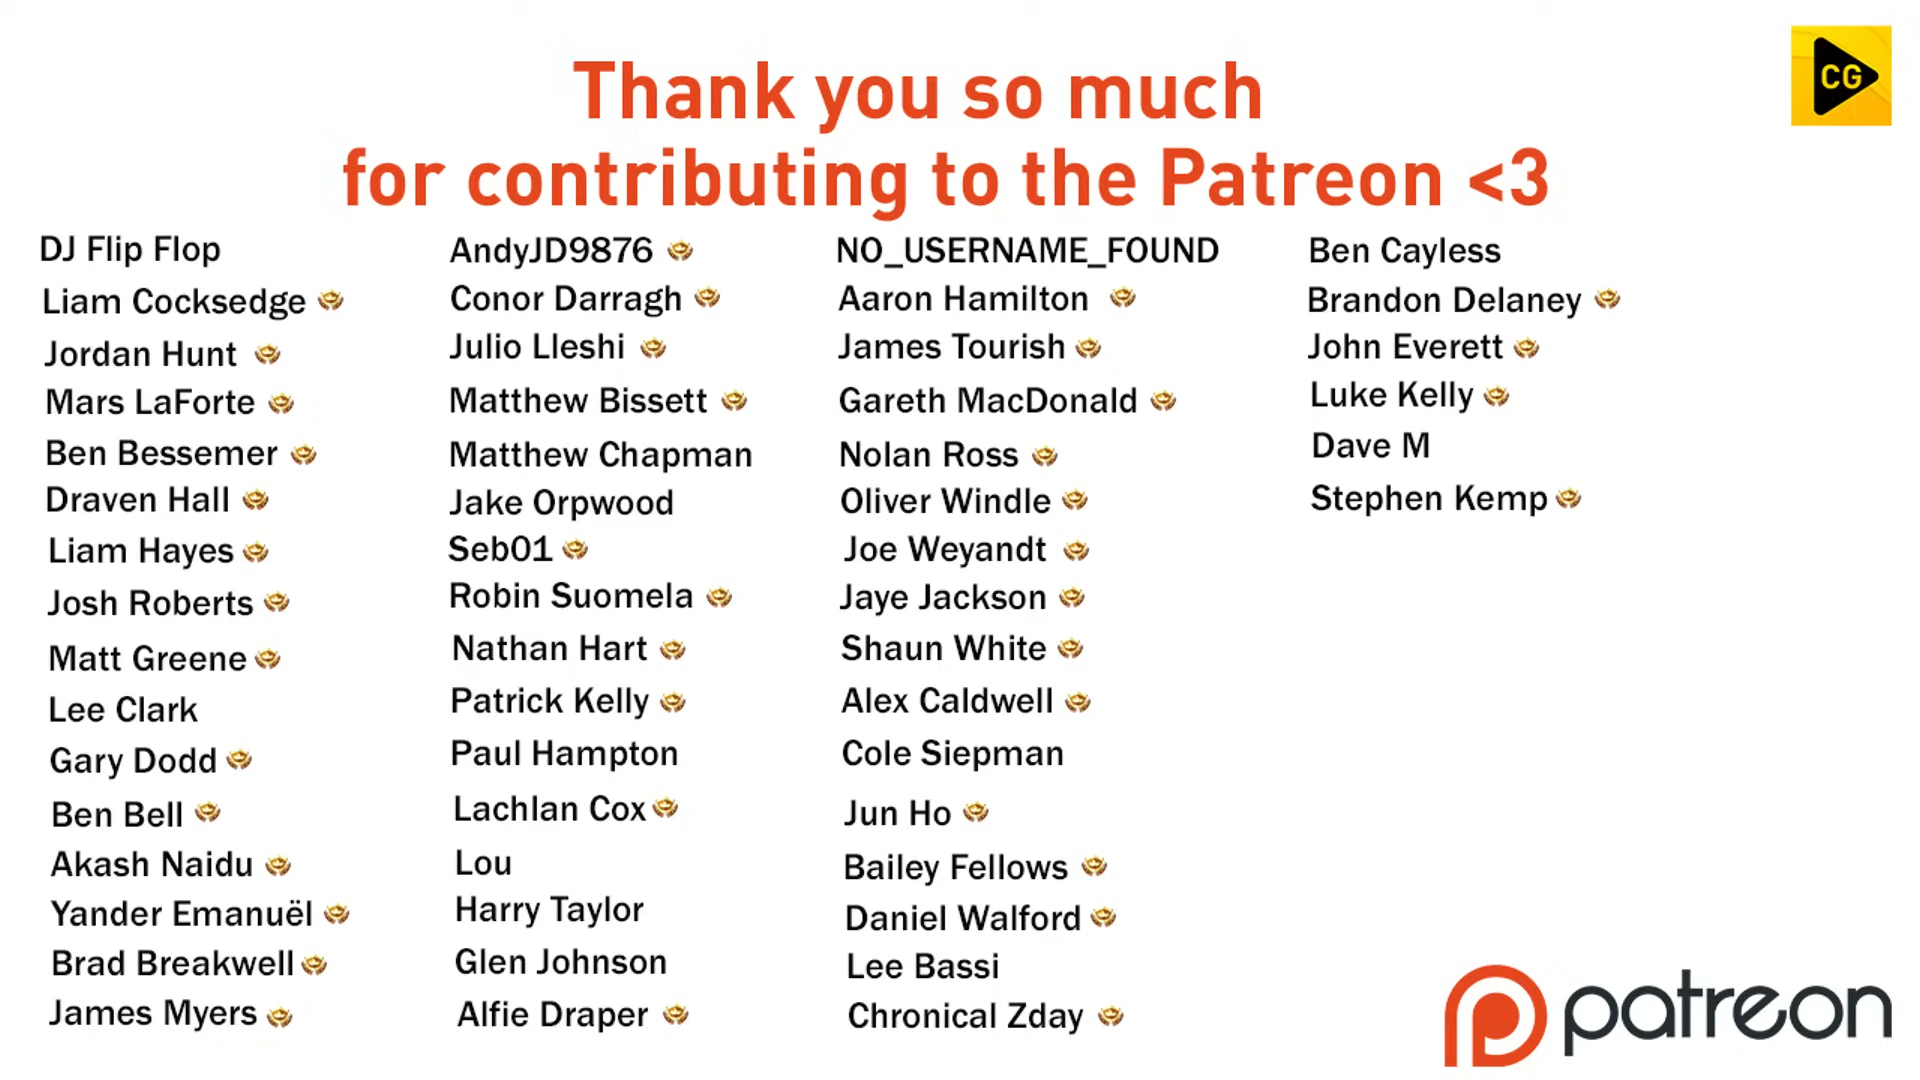 CG
Thank you so much
for contributing to the Patreon <3
DJ Flip Flop
Liam Cocksedge
Jordan Hunt
Mars LaForte
Ben Bessemer
Draven Hall
Liam Hayes
Josh Roberts
Matt Greene
Lee Clark
Gary Dodd
Ben Bell
Akash Naidu
Yander Emanuël
Brad Breakwell
James Myers
AndyJD9876
Conor Darragh
Julio Lleshi
Matthew Bissett
Matthew Chapman
Jake Orpwood
Seb01
Robin Suomela
Nathan Hart
Patrick Kelly
Paul Hampton
Lachlan Cox
Lou
Harry Taylor
Glen Johnson
Alfie Draper
NO_USERNAME_FOUND
Aaron Hamilton
James Tourish
Gareth MacDonald
Nolan Ross
Oliver Windle
Joe Weyandt
Jaye Jackson
Shaun White
Alex Caldwell
Cole Siepman
Jun Ho
Bailey Fellows
Daniel Walford
Lee Bassi
Chronical Zday
Ben Cayless
Brandon Delaney
John Everett
Luke Kelly
Dave M
Stephen Kemp
patreon